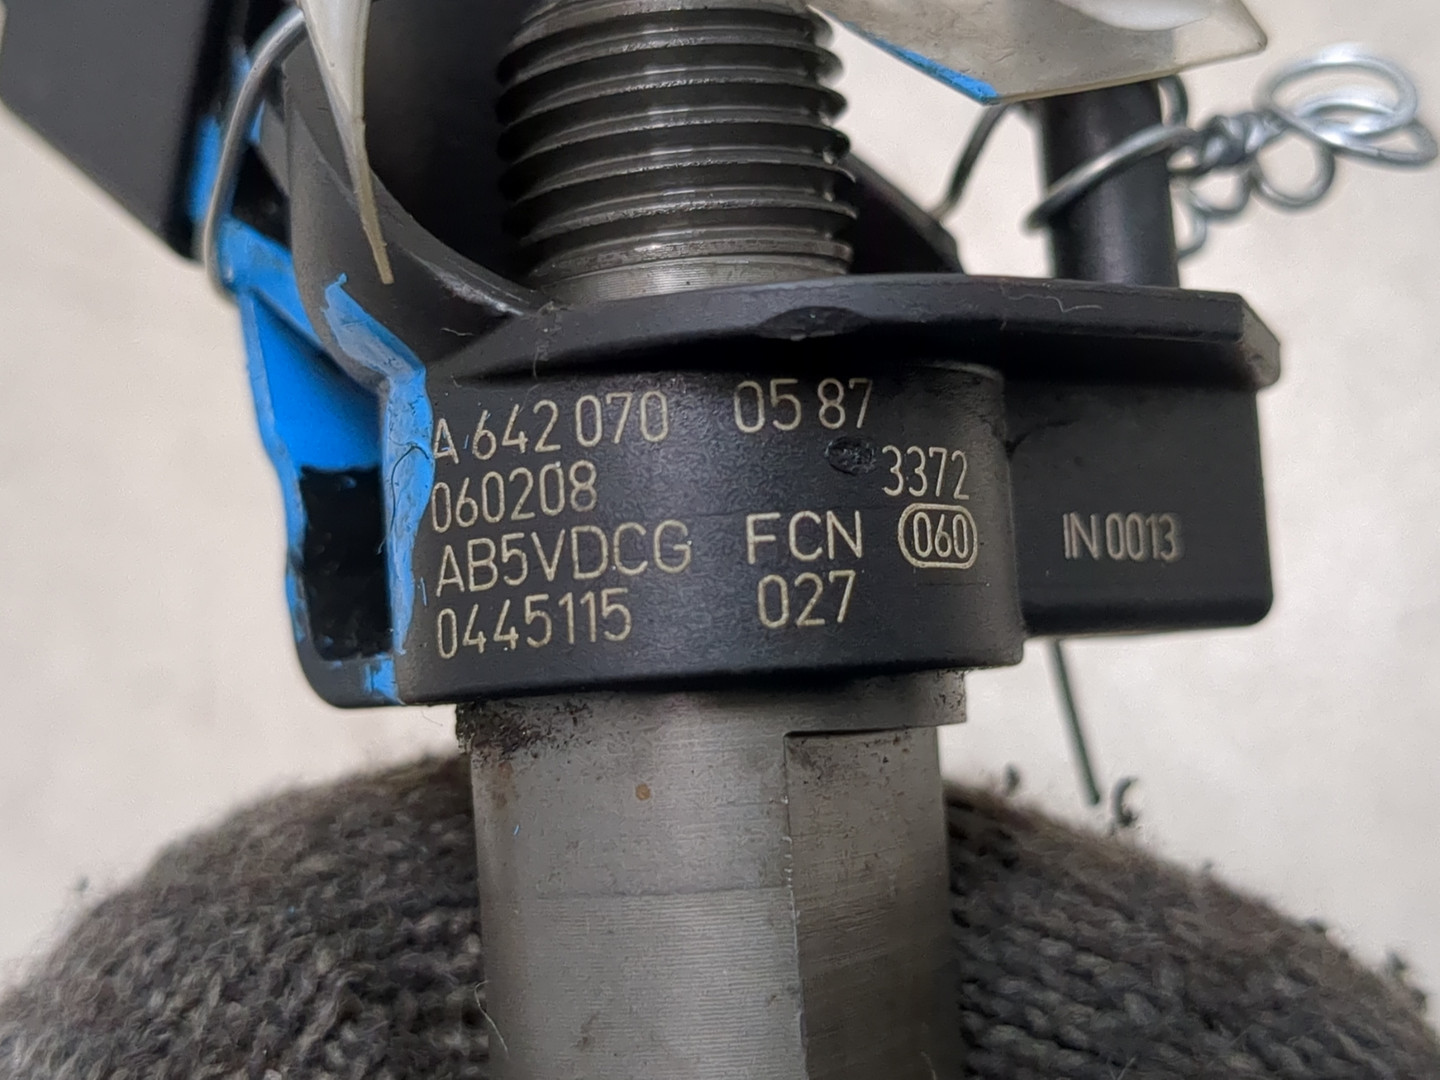 A 642 070 05 87
060208 3372
AB5VDCG FCN 060
0445115 027
IN0013